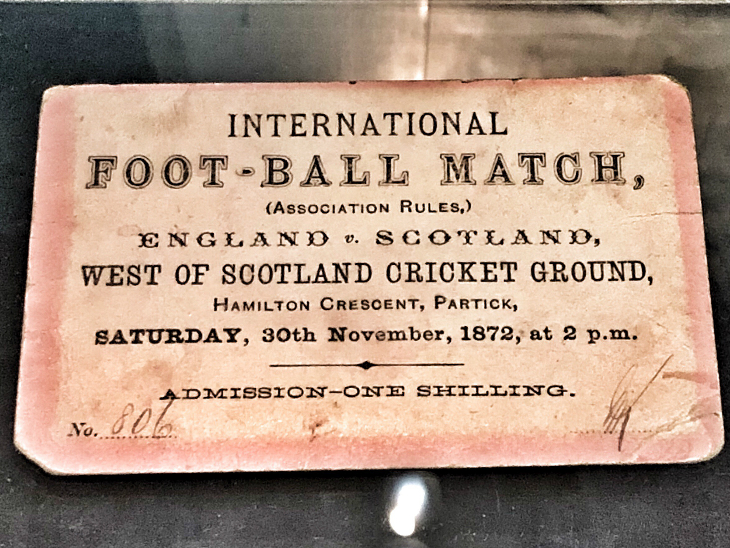 INTERNATIONAL
FOOT-BALL MATCH,
(ASSOCIATION RULES,)
ENGLAND v. SCOTLAND,
WEST OF SCOTLAND CRICKET GROUND,
HAMILTON CRESCENT, PARTICK,
SATURDAY, 30th November, 1872, at 2 p.m.
ADMISSION-ONE SHILLING.
No. 806